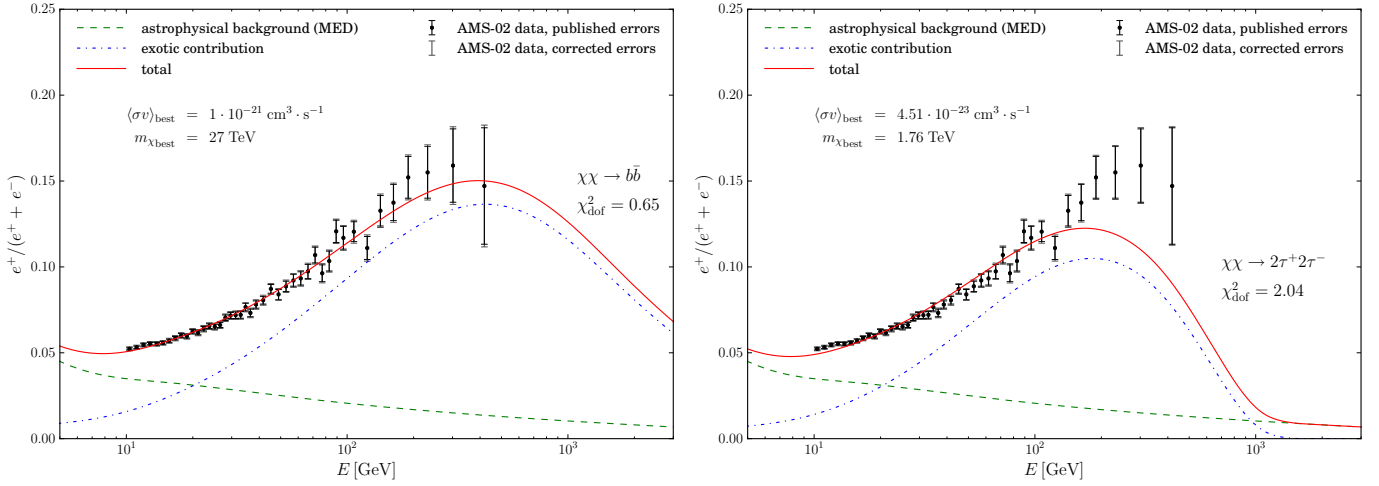 astrophysical background (MED)
exotic contribution
total
AMS-02 data, published errors
AMS-02 data, corrected errors
⟨σv⟩best = 1 · 10⁻²¹ cm³ · s⁻¹
mχbest = 27 TeV
χχ → bb̄
χ²dof = 0.65
e⁺/(e⁺ + e⁻)
0.25
0.20
0.15
0.10
0.05
0.00
10¹
10²
10³
E [GeV]
astrophysical background (MED)
exotic contribution
total
AMS-02 data, published errors
AMS-02 data, corrected errors
⟨σv⟩best = 4.51 · 10⁻²³ cm³ · s⁻¹
mχbest = 1.76 TeV
χχ → 2τ⁺2τ⁻
χ²dof = 2.04
e⁺/(e⁺ + e⁻)
0.25
0.20
0.15
0.10
0.05
0.00
10¹
10²
10³
E [GeV]